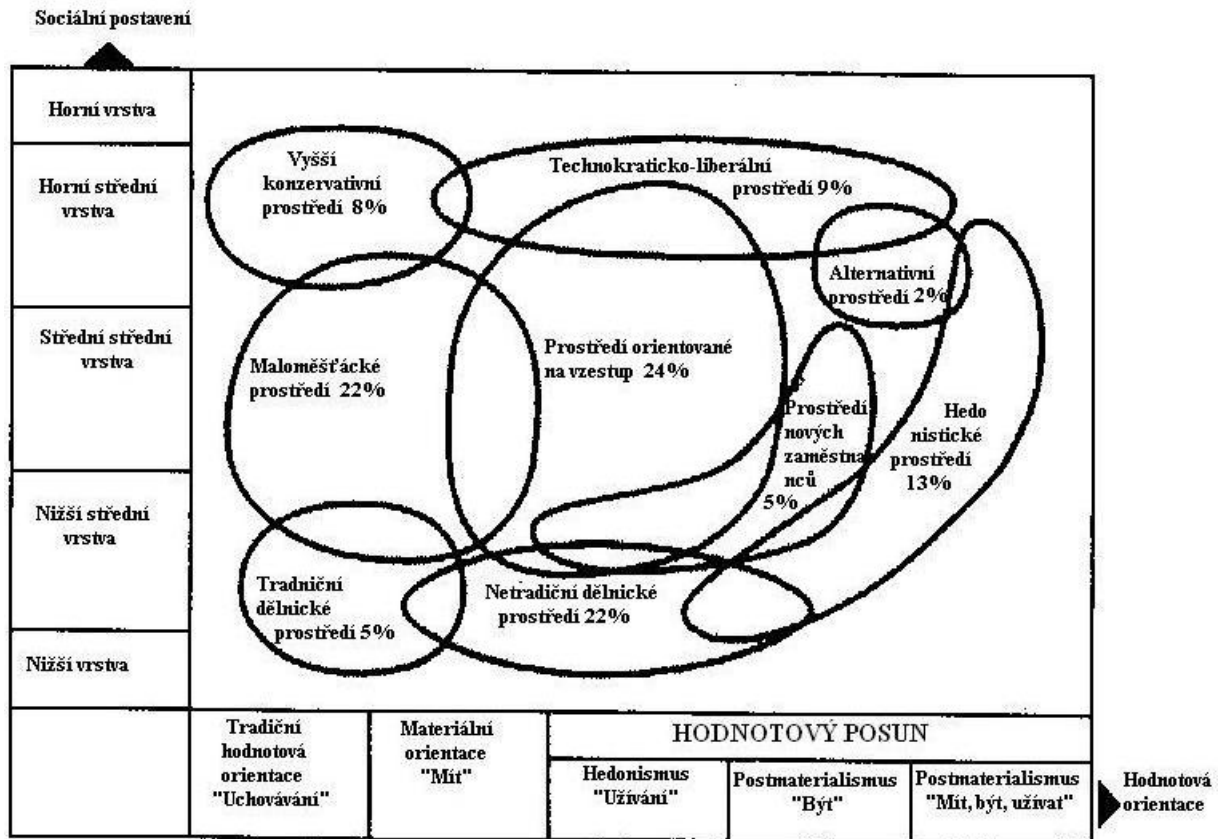 Sociální postavení
Horní vrstva
Horní střední
vrstva
Střední střední
vrstva
Nižší střední
vrstva
Nižší vrstva
Vyšší
konzervativní
prostředí 8%
Technokraticko-liberální
prostředí 9%
Alternativní
prostředí 2%
Maloměšťácké
prostředí 22%
Prostředí orientované
na vzestup 24%
Prostředí
nových
zaměstna
nců
5%
Hedo
nistické
prostředí
13%
Tradniční
dělnické
prostředí 5%
Netradiční dělnické
prostředí 22%
Tradiční
hodnotová
orientace
"Uchovávání"
Materiální
orientace
"Mít"
HODNOTOVÝ POSUN
Hedonismus
"Užívání"
Postmaterialismus
"Být"
Postmaterialismus
"Mít, být, užívat"
Hodnotová
orientace